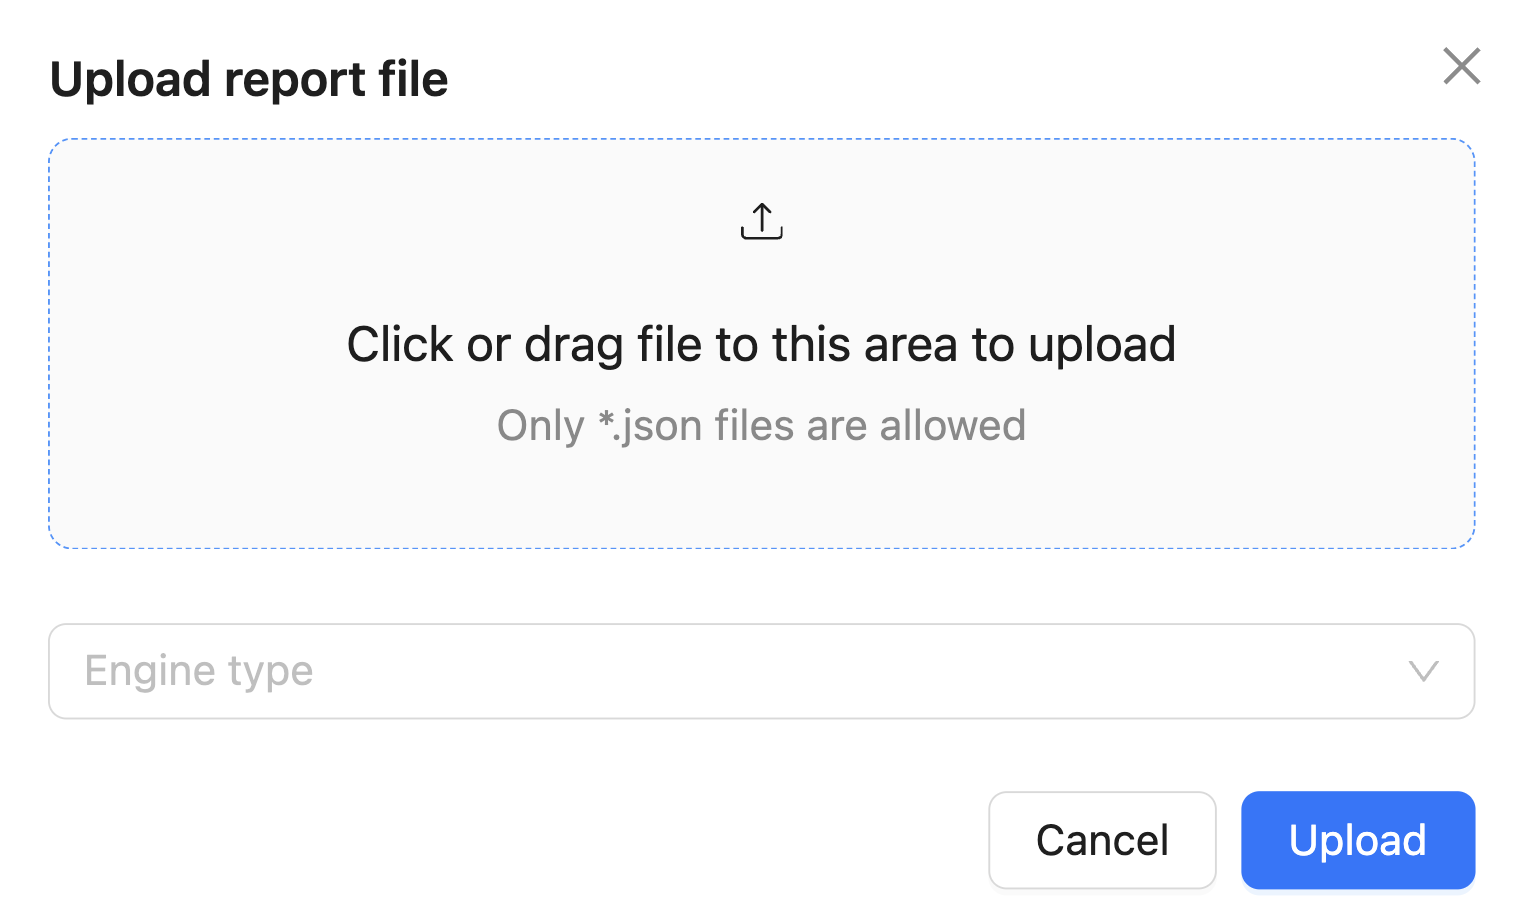 Upload report file
Click or drag file to this area to upload
Only *.json files are allowed
Engine type
Cancel
Upload